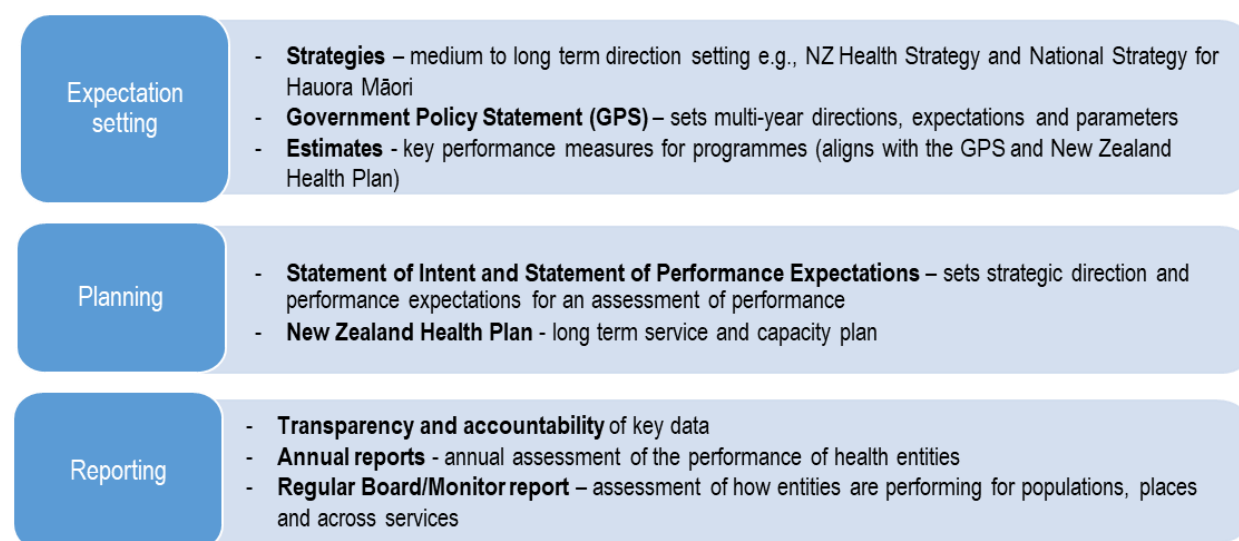 Expectation
setting
- Strategies – medium to long term direction setting e.g., NZ Health Strategy and National Strategy for
Hauora Māori
- Government Policy Statement (GPS) – sets multi-year directions, expectations and parameters
- Estimates - key performance measures for programmes (aligns with the GPS and New Zealand
Health Plan)
Planning
- Statement of Intent and Statement of Performance Expectations – sets strategic direction and
performance expectations for an assessment of performance
- New Zealand Health Plan - long term service and capacity plan
Reporting
- Transparency and accountability of key data
- Annual reports - annual assessment of the performance of health entities
- Regular Board/Monitor report – assessment of how entities are performing for populations, places
and across services